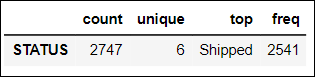 count unique top freq
STATUS 2747 6 Shipped 2541